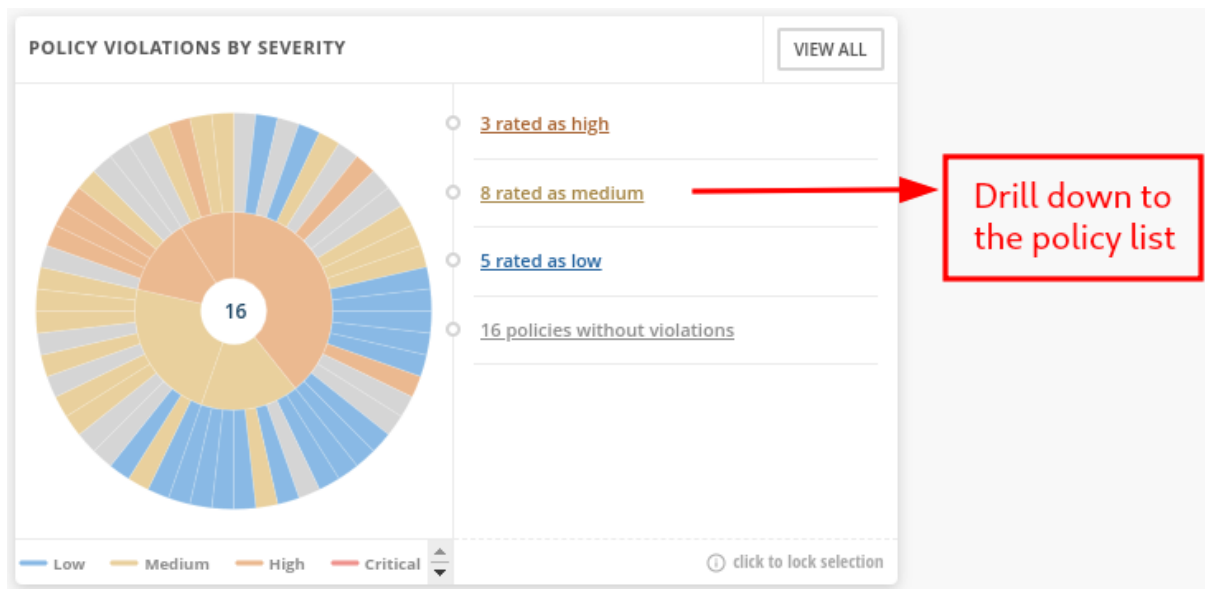 POLICY VIOLATIONS BY SEVERITY
VIEW ALL
3 rated as high
8 rated as medium
5 rated as low
16 policies without violations
16
Drill down to
the policy list
Low
Medium
High
Critical
click to lock selection